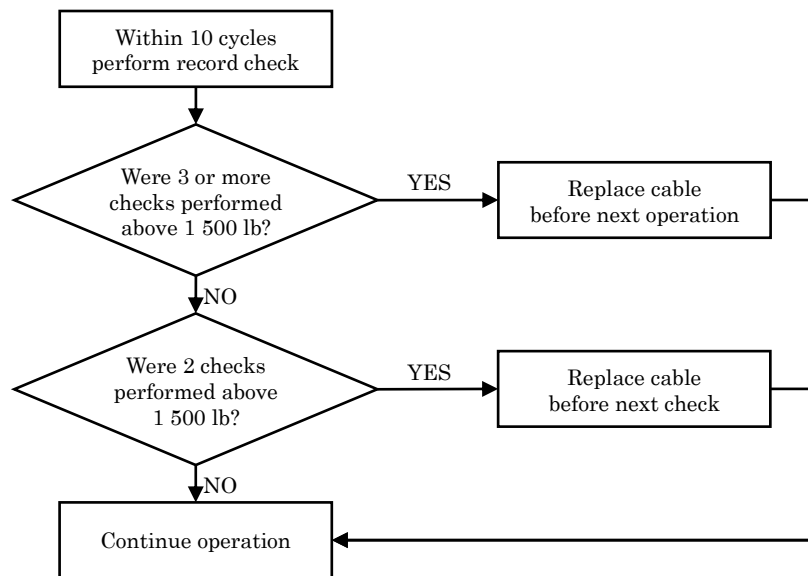 Within 10 cycles
perform record check
Were 3 or more
checks performed
above 1 500 lb?
YES
Replace cable
before next operation
NO
Were 2 checks
performed above
1 500 lb?
YES
Replace cable
before next check
NO
Continue operation